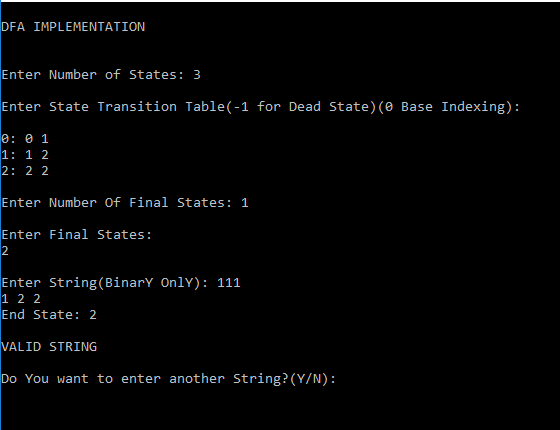 DFA IMPLEMENTATION
Enter Number of States: 3
Enter State Transition Table(-1 for Dead State)(0 Base Indexing):
0: 0 1
1: 1 2
2: 2 2
Enter Number Of Final States: 1
Enter Final States:
2
Enter String(BinarY OnlY): 111
1 2 2
End State: 2
VALID STRING
Do You want to enter another String?(Y/N):